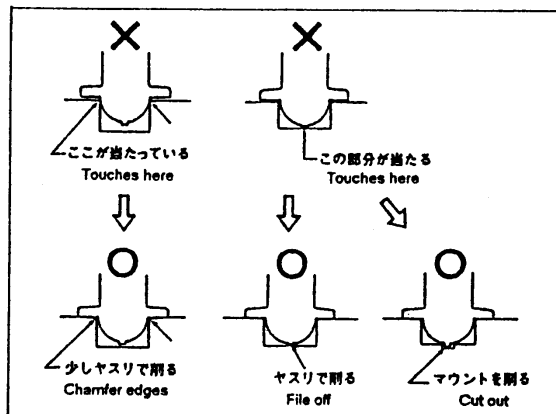 ここが当たっている
Touches here
この部分が当たる
Touches here
少しヤスリで削る
Chamfer edges
ヤスリで削る
File off
マウントを削る
Cut out